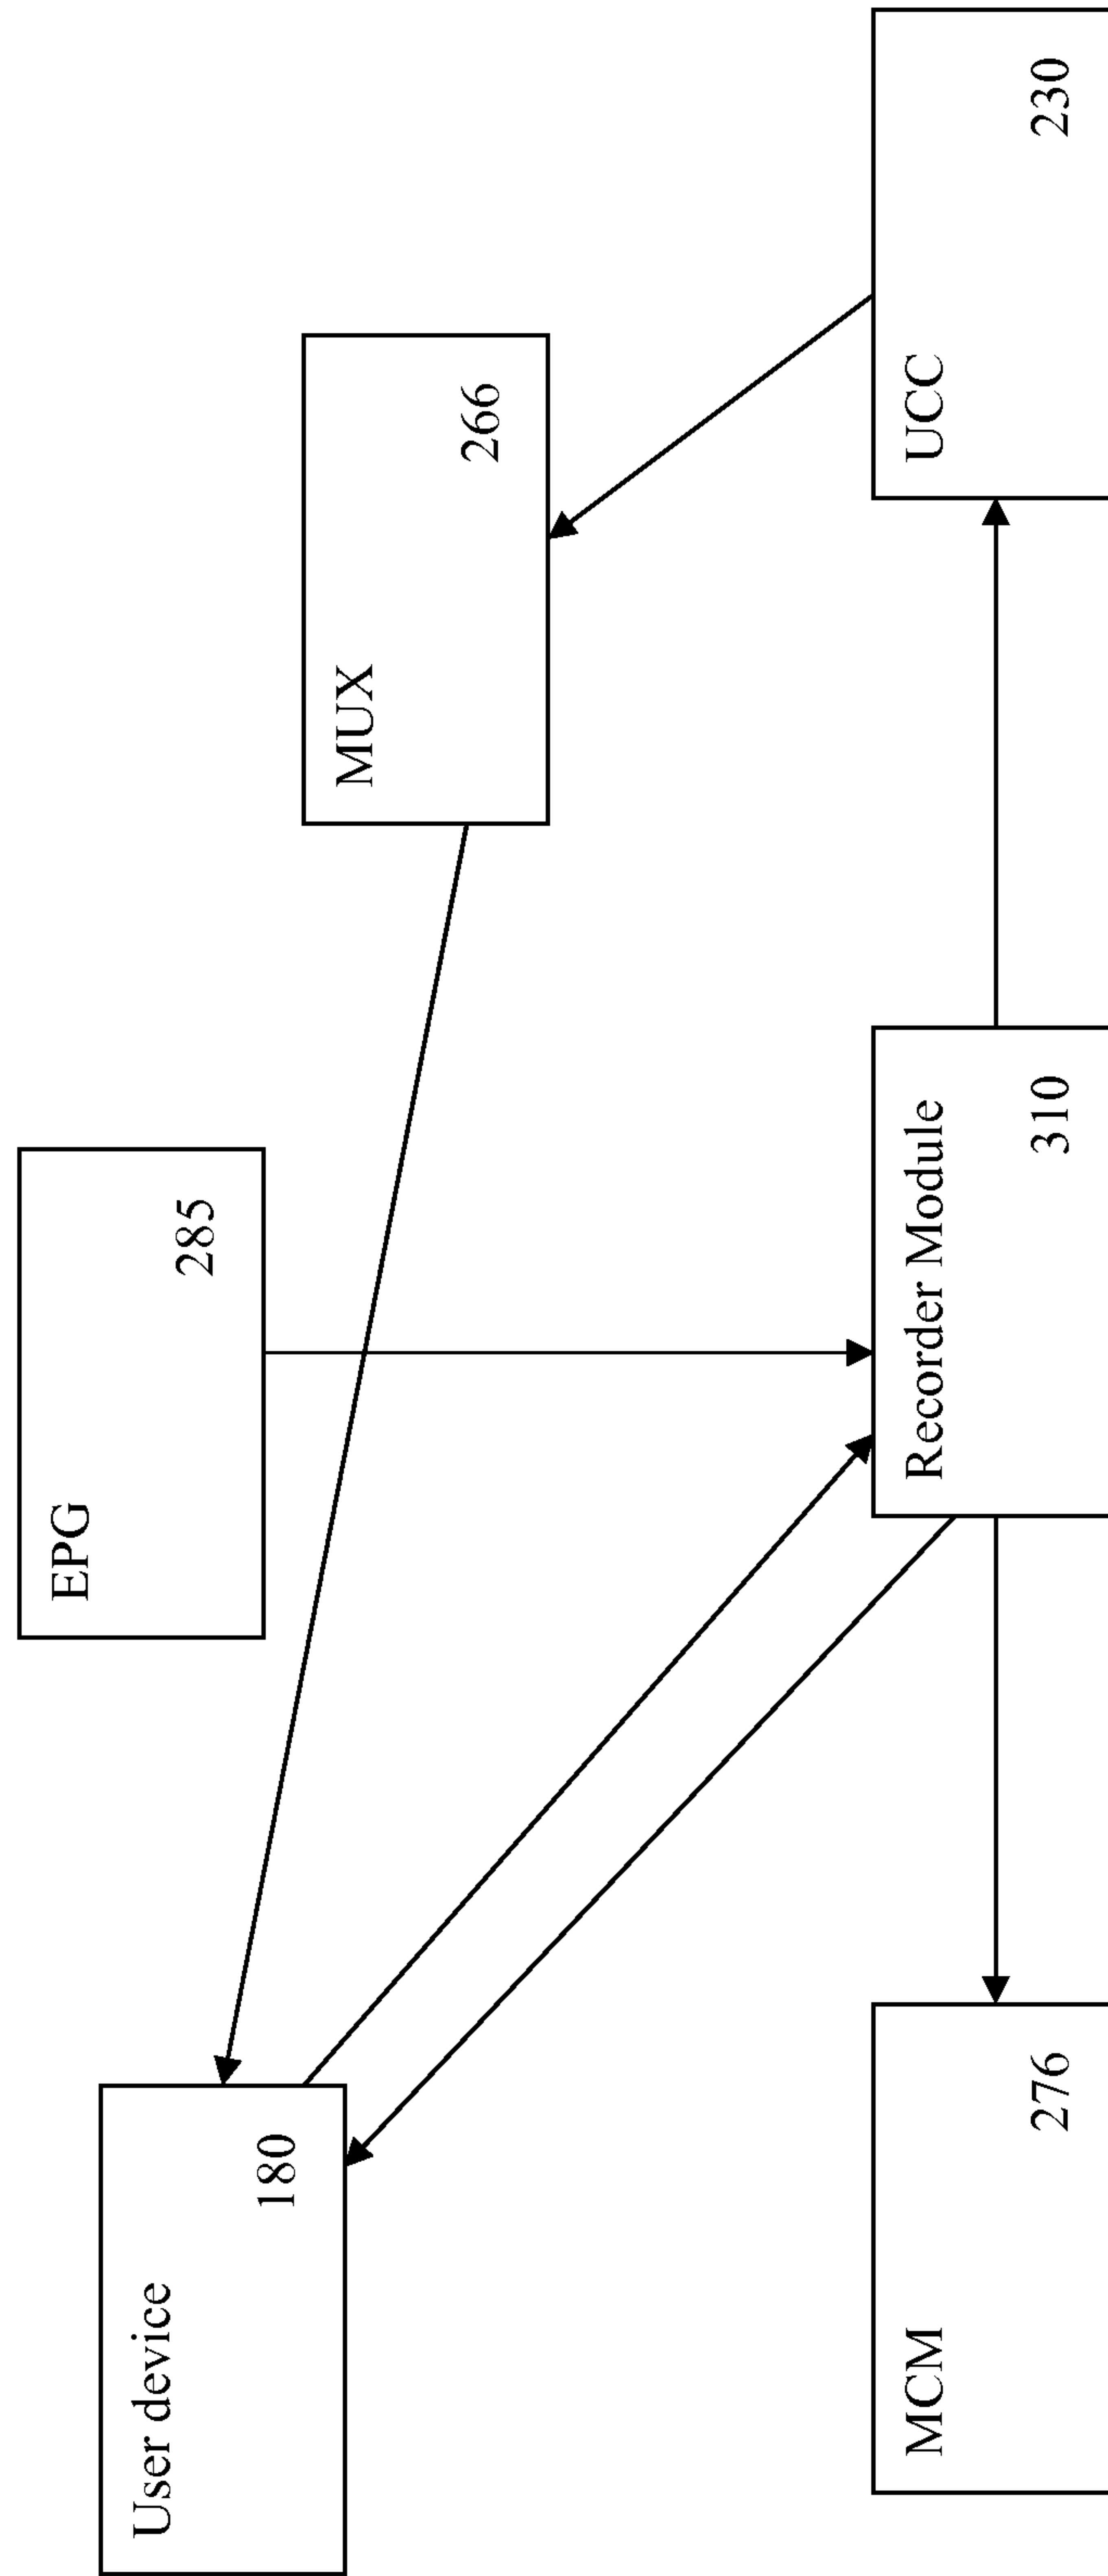 User device
180
EPG
285
MUX
266
MCM
276
Recorder Module
310
UCC
230